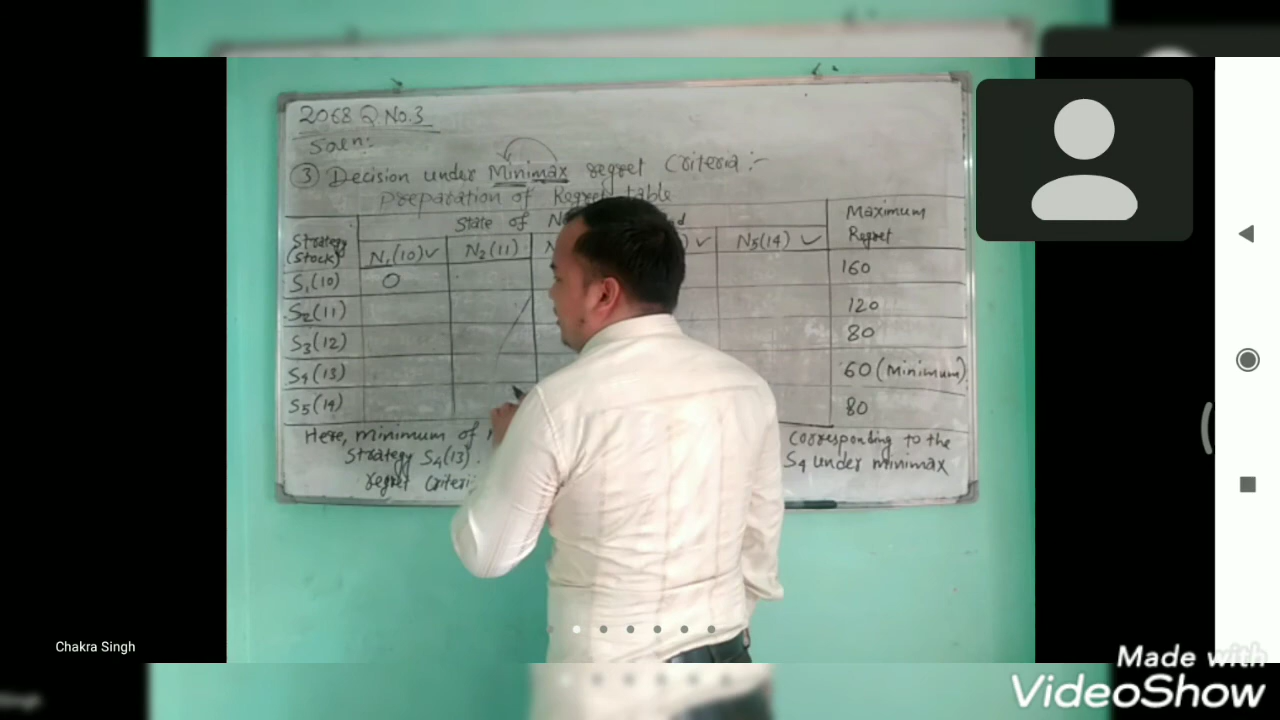 2068 Q.No.3
Soln:
③ Decision under Minimax regret Criteria :-
Preparation of Regret table
Strategy (Stock) State of Maximum Regret
N₁(10)✓ N₂(11) N ) ✓ N₅(14) ✓
S₁(10) 0 160
S₂(11) 120
S₃(12) 80
S₄(13) 60 (Minimum)
S₅(14) 80
Here, minimum of corresponding to the
Strategy S₄(13). S₄ under minimax
regret
Chakra Singh
Made with
VideoShow